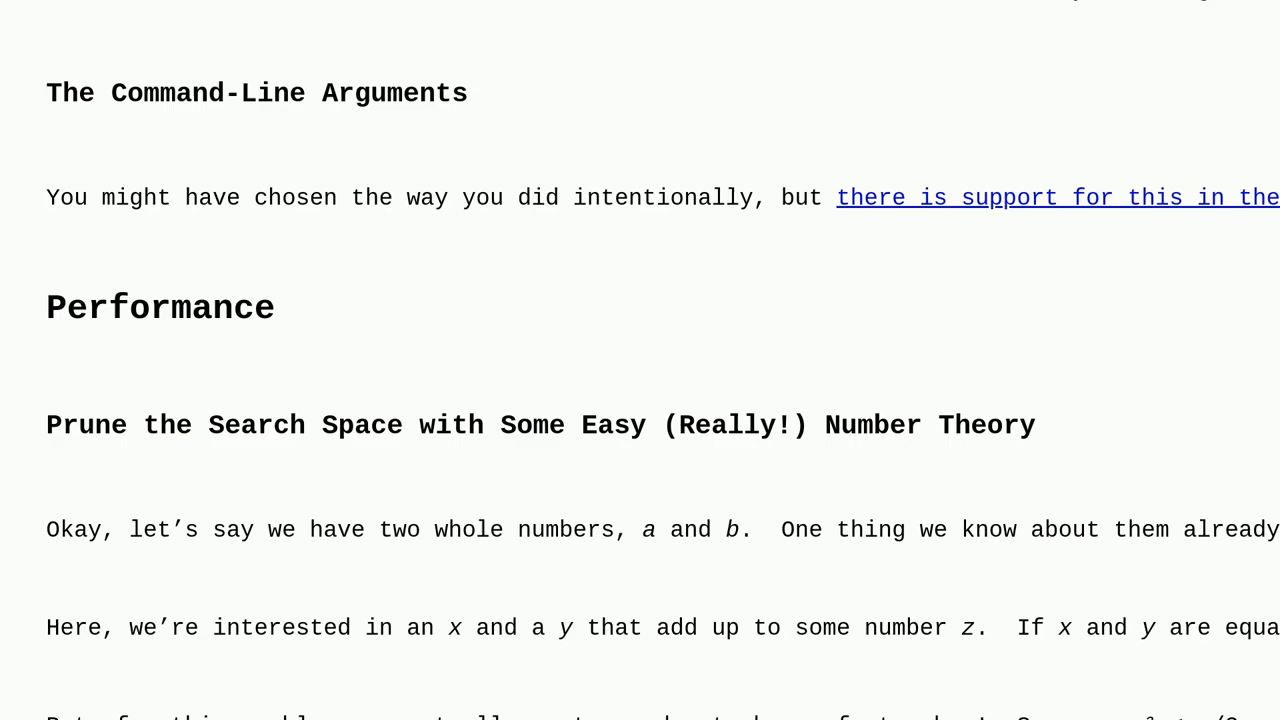 The Command-Line Arguments
You might have chosen the way you did intentionally, but there is support for this in the
Performance
Prune the Search Space with Some Easy (Really!) Number Theory
Okay, let’s say we have two whole numbers, a and b.  One thing we know about them already
Here, we’re interested in an x and a y that add up to some number z.  If x and y are equa